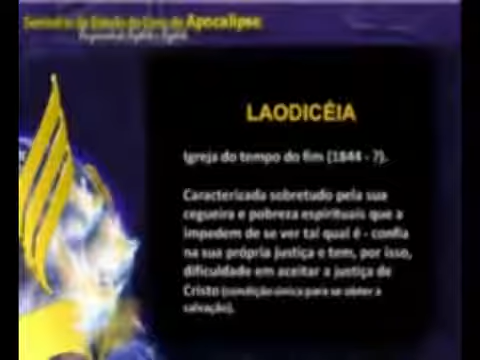 Seminário de Estudo do Livro de Apocalipse
LAODICÉIA
Igreja do tempo do fim (1844 - ?).
Caracterizada sobretudo pela sua
cegueira e pobreza espirituais que a
impedem de se ver tal qual é - confia
na sua própria justiça e tem, por isso,
dificuldade em aceitar a justiça de
Cristo (condição única para se obter a
salvação).